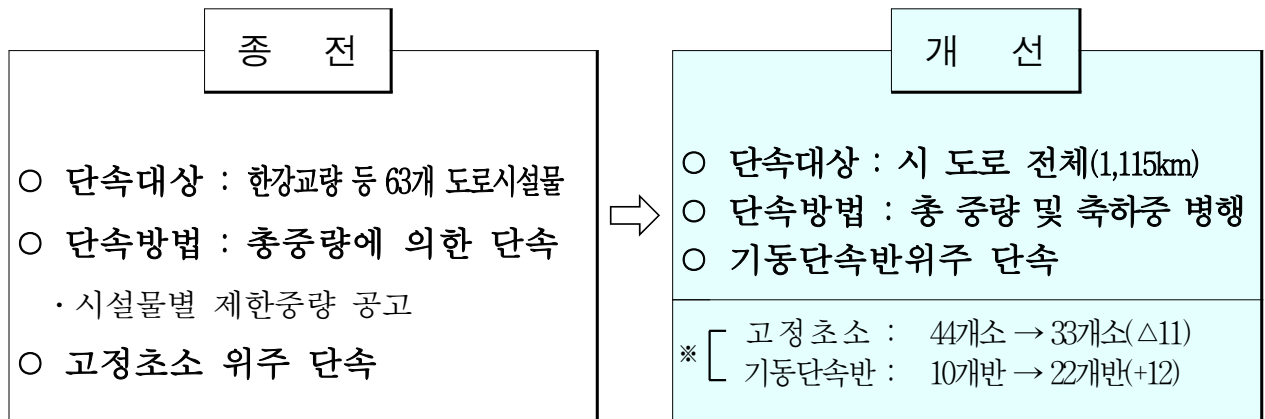 종 전
○ 단속대상 : 한강교량 등 63개 도로시설물
○ 단속방법 : 총중량에 의한 단속
· 시설물별 제한중량 공고
○ 고정초소 위주 단속
⇨
개 선
○ 단속대상 : 시 도로 전체(1,115km)
○ 단속방법 : 총 중량 및 축하중 병행
○ 기동단속반위주 단속
※ 고정초소 : 44개소 → 33개소(△11)
기동단속반 : 10개반 → 22개반(+12)